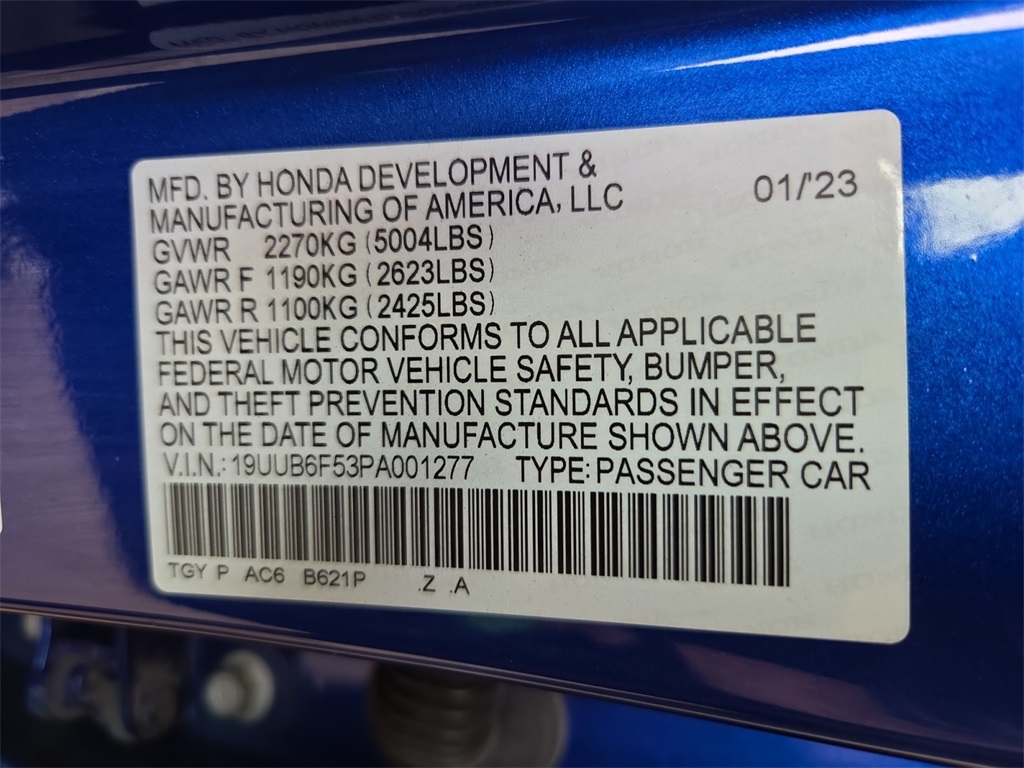 MFD. BY HONDA DEVELOPMENT &
MANUFACTURING OF AMERICA, LLC 01/'23
GVWR 2270KG (5004LBS)
GAWR F 1190KG (2623LBS)
GAWR R 1100KG (2425LBS)
THIS VEHICLE CONFORMS TO ALL APPLICABLE
FEDERAL MOTOR VEHICLE SAFETY, BUMPER,
AND THEFT PREVENTION STANDARDS IN EFFECT
ON THE DATE OF MANUFACTURE SHOWN ABOVE.
V.I.N.: 19UUB6F53PA001277 TYPE: PASSENGER CAR
TGY P AC6 B621P .Z .A